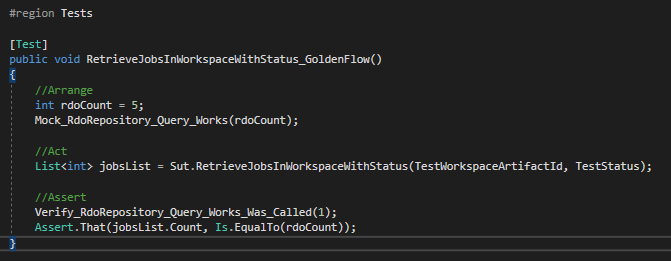 #region Tests
[Test]
public void RetrieveJobsInWorkspaceWithStatus_GoldenFlow()
{
//Arrange
int rdoCount = 5;
Mock_RdoRepository_Query_Works(rdoCount);
//Act
List<int> jobsList = Sut.RetrieveJobsInWorkspaceWithStatus(TestWorkspaceArtifactId, TestStatus);
//Assert
Verify_RdoRepository_Query_Works_Was_Called(1);
Assert.That(jobsList.Count, Is.EqualTo(rdoCount));
}